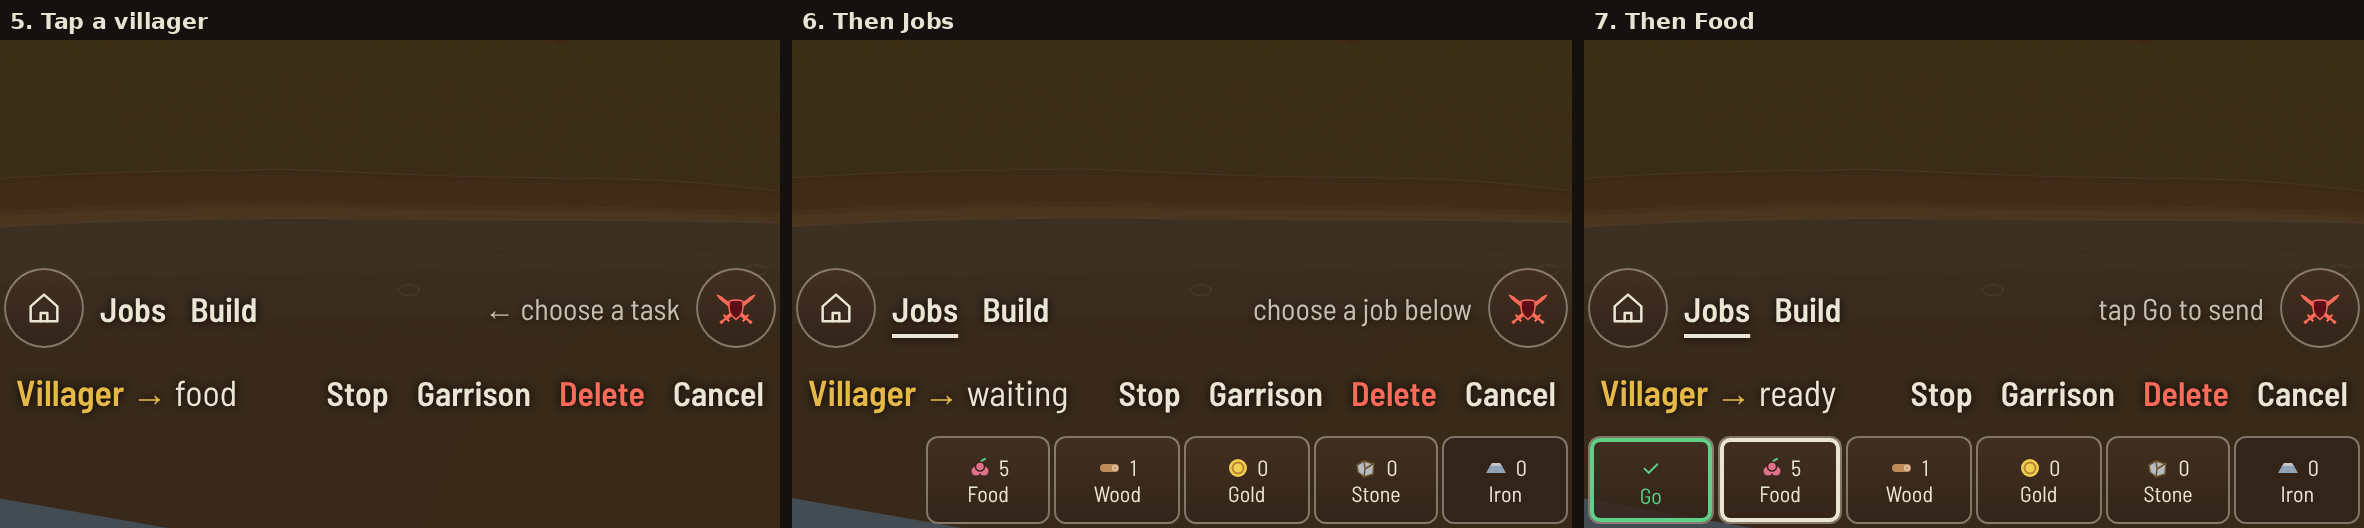 5. Tap a villager
Jobs Build ← choose a task
Villager → food Stop Garrison Delete Cancel
6. Then Jobs
Jobs Build choose a job below
Villager → waiting Stop Garrison Delete Cancel
5 1 0 0 0
Food Wood Gold Stone Iron
7. Then Food
Jobs Build tap Go to send
Villager → ready Stop Garrison Delete Cancel
✓ 5 1 0 0 0
Go Food Wood Gold Stone Iron